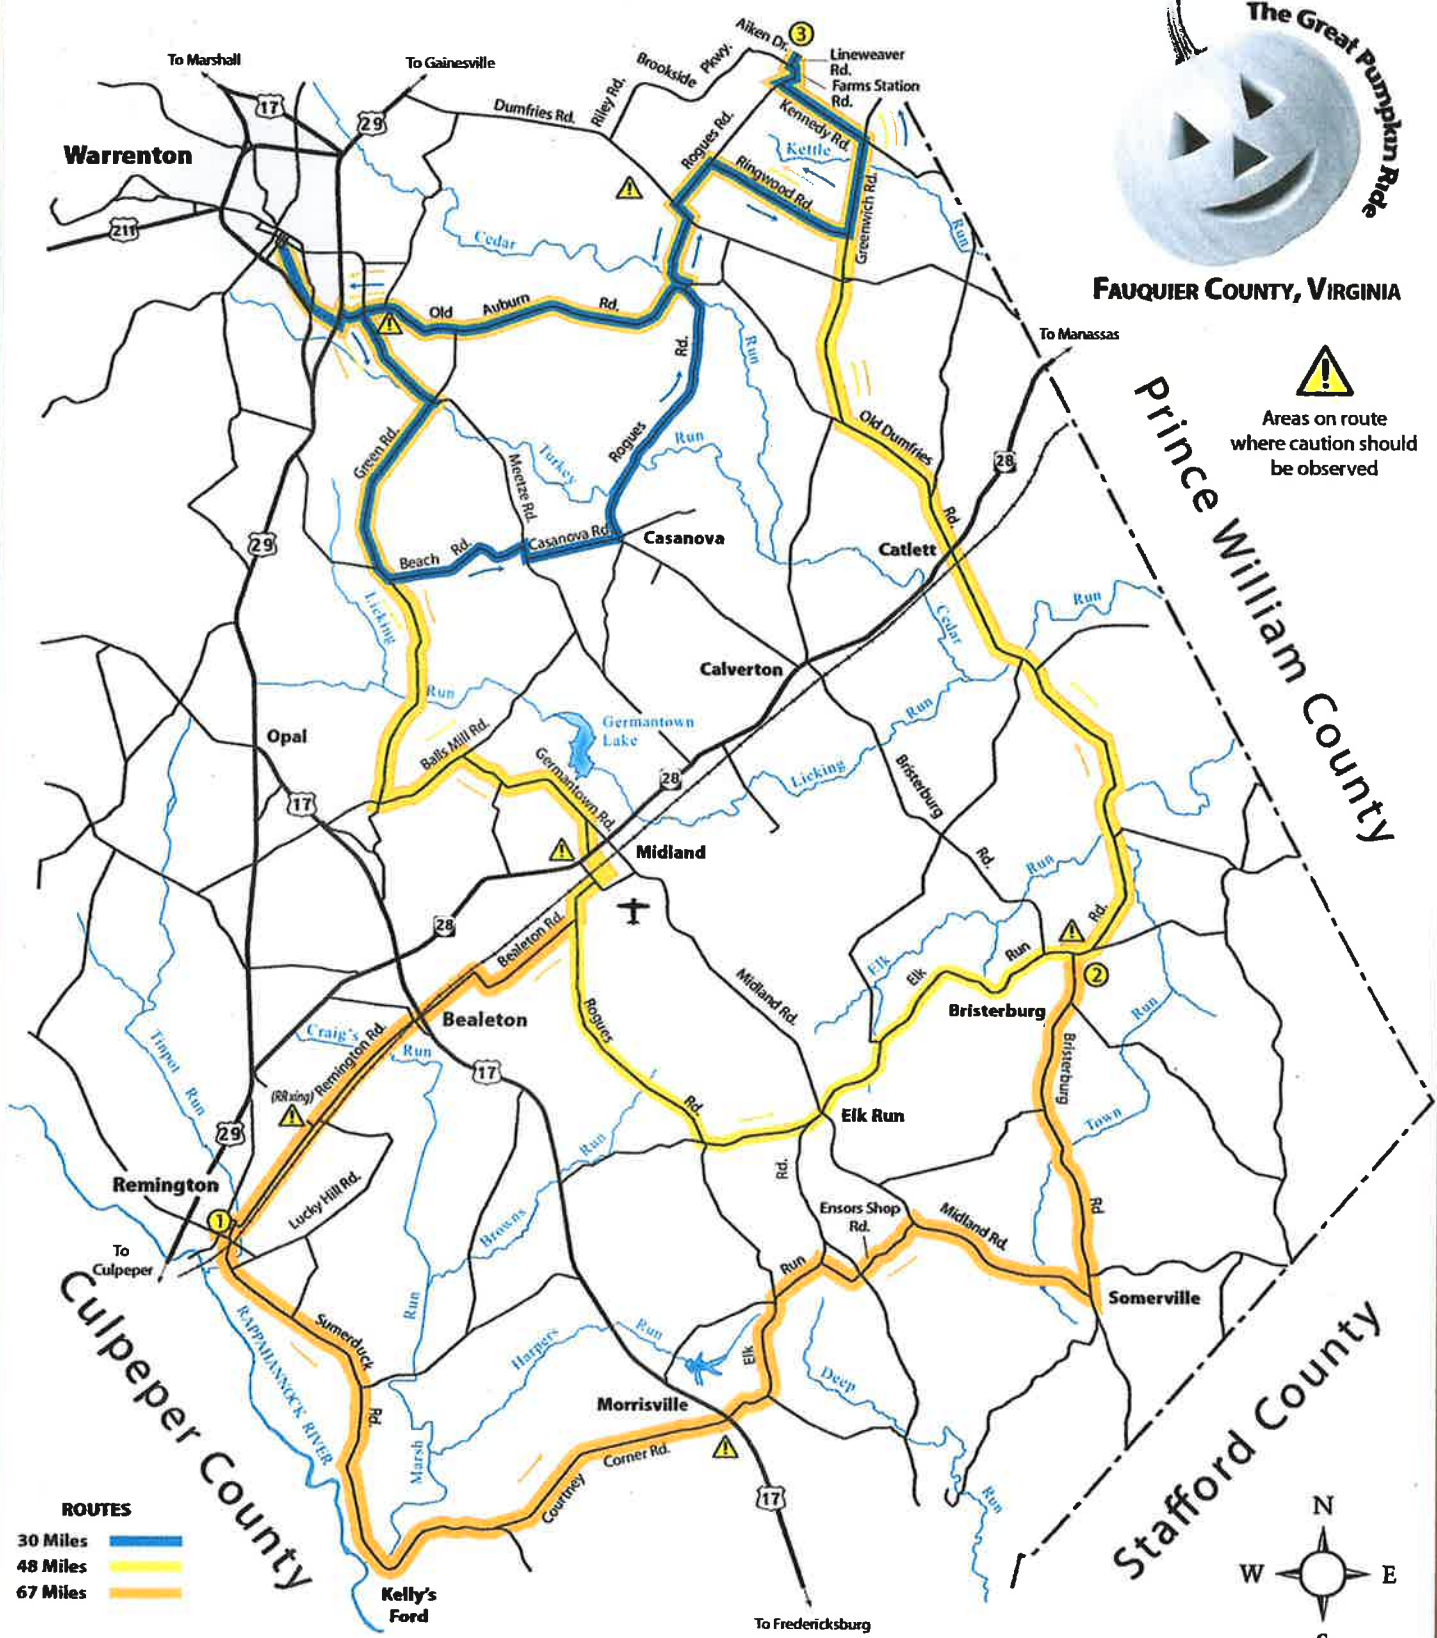 The Great Pumpkin Ride
FAUQUIER COUNTY, VIRGINIA
Areas on route
where caution should
be observed
Prince William County
Stafford County
Culpeper County
To Marshall
To Gainesville
17
29
Warrenton
211
Dumfries Rd.
Riley Rd.
Brookside Pkwy.
Aiken Dr.
3
Lineweaver
Rd.
Farms Station
Rd.
Kennedy Rd.
Kettle
Run
Rogues Rd.
Ringwood Rd.
Greenwich Rd.
Cedar
Run
Old Auburn Rd.
To Manassas
28
Rogues Rd.
Run
Old Dumfries Rd.
Green Rd.
Meetze Rd.
Turkey
Beach Rd.
Casanova Rd.
Casanova
Catlett
29
Licking
Run
Cedar
Run
Calverton
Opal
Germantown
Lake
Balls Mill Rd.
Germantown Rd.
28
Licking
Run
Bristerburg
Rd.
17
Midland
28
Bealeton Rd.
Run
Rd.
Elk
Elk
Run
2
Bristerburg
Run
Midland Rd.
Rogues
Rd.
Bealeton
Craig's
Run
Remington Rd.
(RR xing)
Tinpot
Run
17
29
Bristerburg
Rd
Town
Elk Run
Rd.
Run
Remington
1
Lucky Hill Rd.
Browns
Ensors Shop
Rd.
Midland Rd.
To
Culpeper
Run
Somerville
Sumerduck
Rd.
RAPPAHANNOCK RIVER
Run
Harpers
Run
Elk
Deep
Run
Morrisville
Marsh
Courtney
Corner Rd.
17
Kelly's
Ford
To Fredericksburg
ROUTES
30 Miles
48 Miles
67 Miles
N
W
E